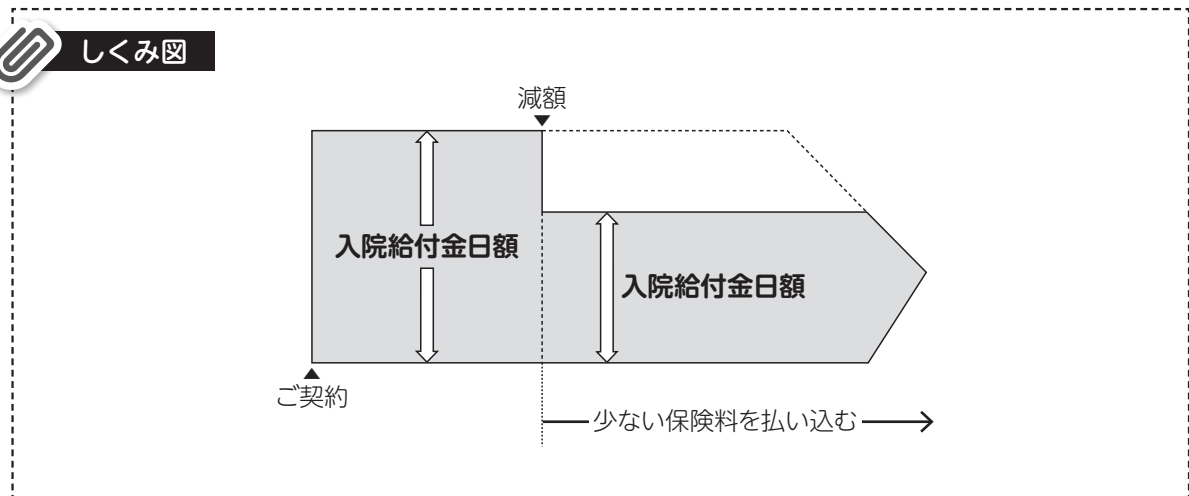 しくみ図
減額
入院給付金日額
入院給付金日額
ご契約
少ない保険料を払い込む